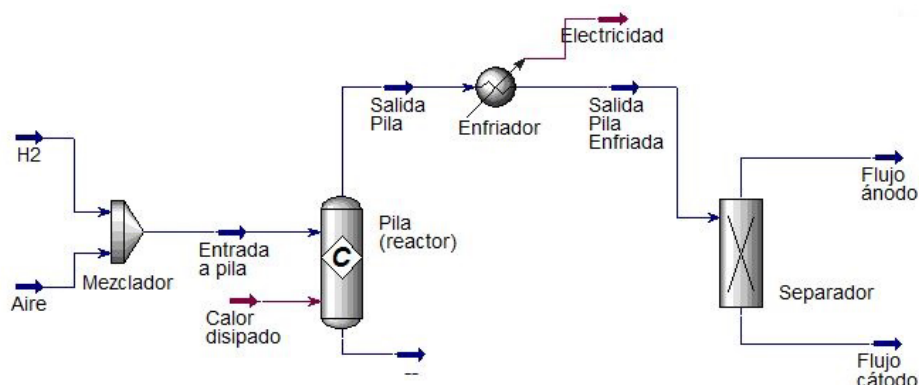 Electricidad
Salida
Pila
Enfriador
Salida
Pila
Enfriada
H2
Flujo
ánodo
Pila
(reactor)
C
Entrada
a pila
Mezclador
Aire
Separador
Calor
disipado
--
Flujo
cátodo